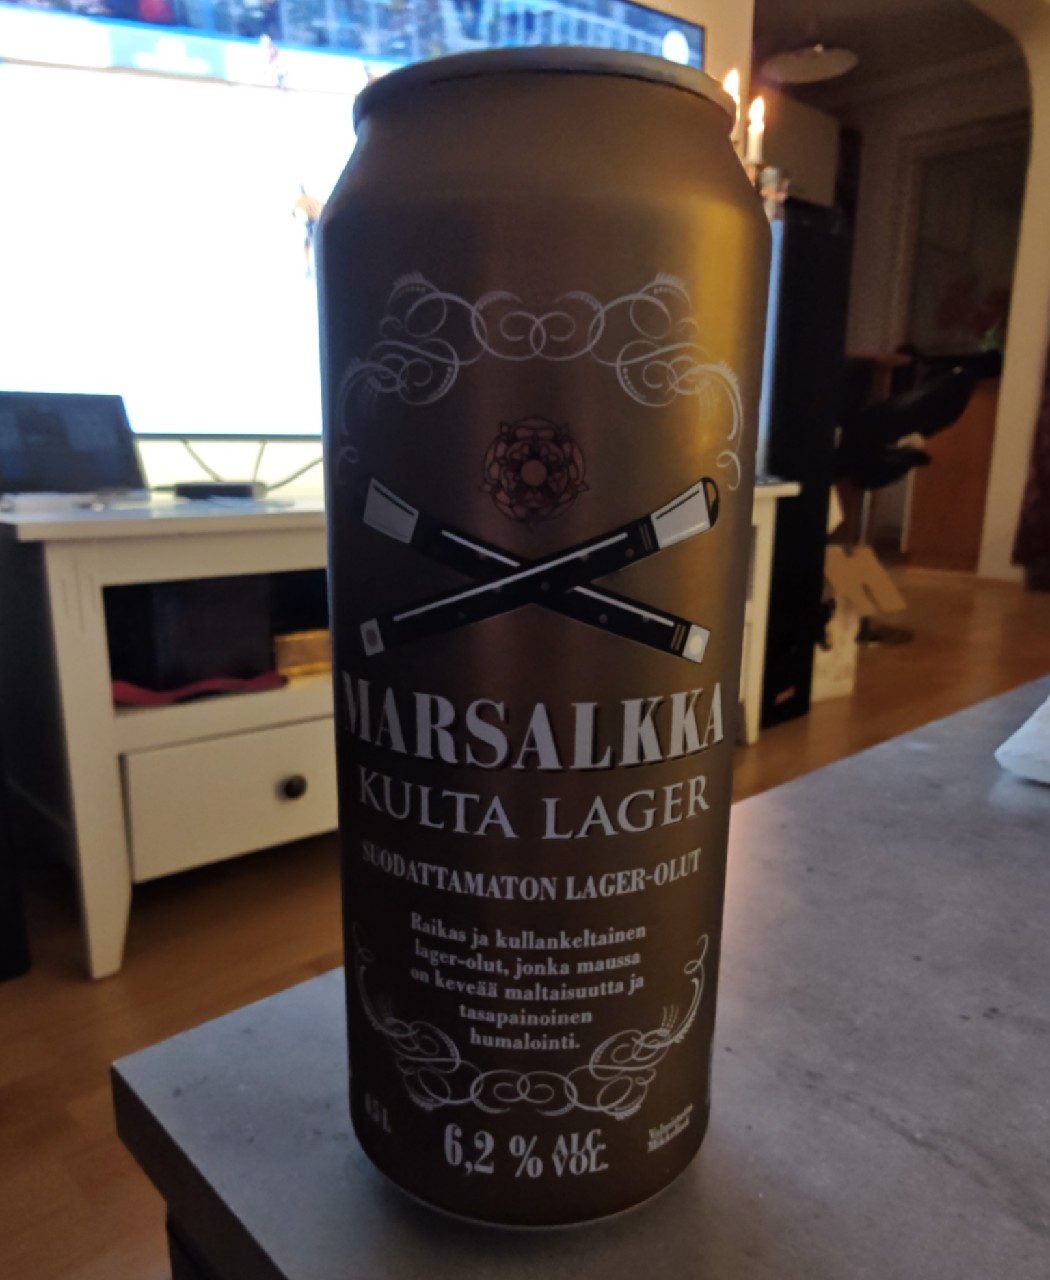 MARSALKKA
KULTA LAGER
SUODATTAMATON LAGER-OLUT
Raikas ja kullankeltainen
lager-olut, jonka maussa
on keveää maltaisuutta ja
tasapainoinen
humalointi.
6,2 % ALC.
VOL.